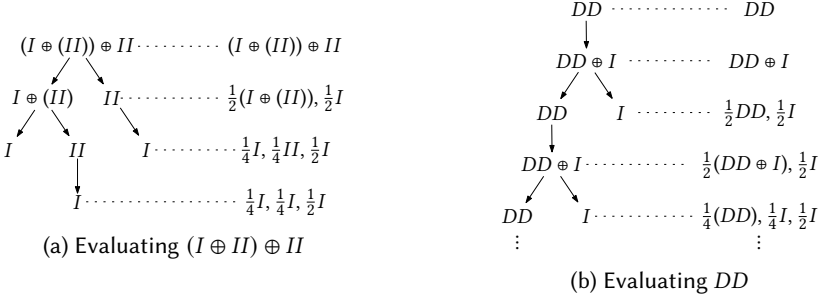 (I ⊕ (II)) ⊕ II (I ⊕ (II)) ⊕ II
I ⊕ (II) II ½(I ⊕ (II)), ½I
I II I ¼I, ¼II, ½I
I ¼I, ¼I, ½I
(a) Evaluating (I ⊕ II) ⊕ II
DD DD
DD ⊕ I DD ⊕ I
DD I ½DD, ½I
DD ⊕ I ½(DD ⊕ I), ½I
DD I ¼(DD), ¼I, ½I
⋮ ⋮
(b) Evaluating DD